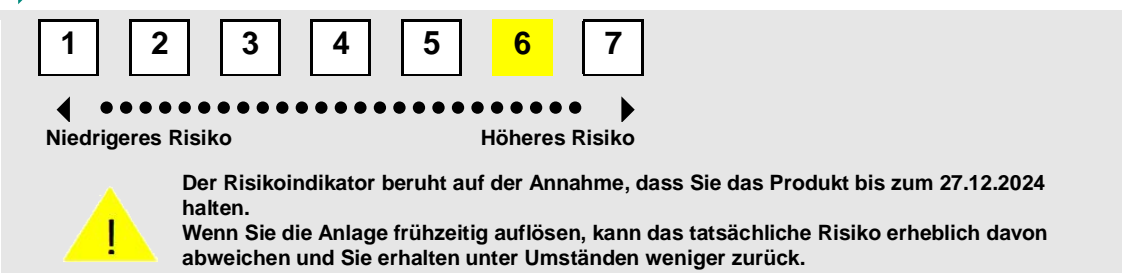 1 2 3 4 5 6 7
Niedrigeres Risiko Höheres Risiko
Der Risikoindikator beruht auf der Annahme, dass Sie das Produkt bis zum 27.12.2024
halten.
!
Wenn Sie die Anlage frühzeitig auflösen, kann das tatsächliche Risiko erheblich davon
abweichen und Sie erhalten unter Umständen weniger zurück.